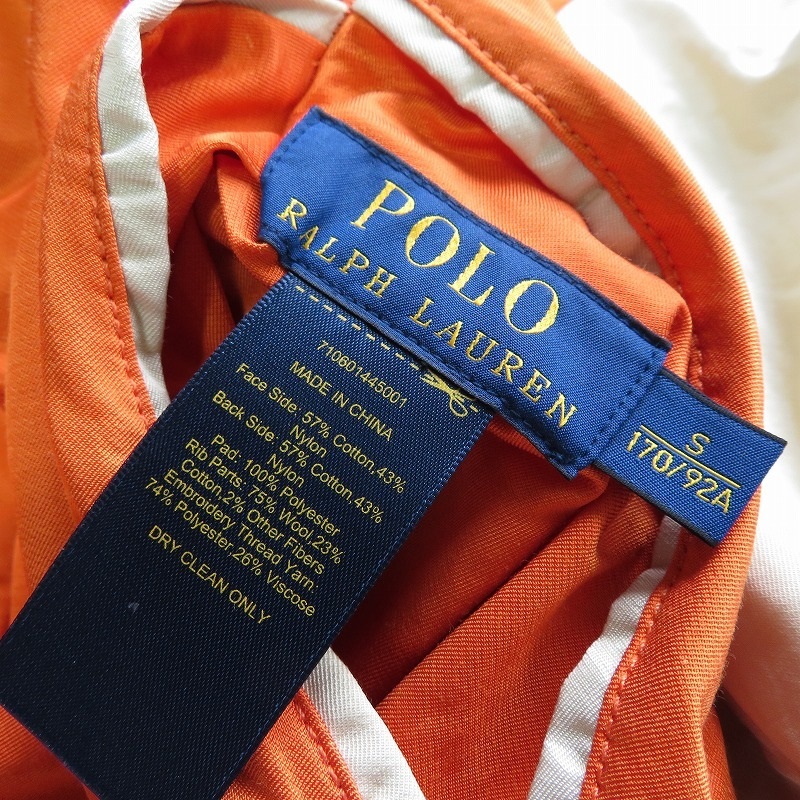 POLO
RALPH LAUREN
S
170/92A
710601445001
MADE IN CHINA
Face Side: 57% Cotton,43%
Nylon
Back Side: 57% Cotton 43%
Nylon
Pad: 100% Polyester
Rib Parts: 75% Wool,23%
Cotton,2% Other Fibers
Embroidery Thread Yarn.
74% Polyester,26% Viscose
DRY CLEAN ONLY